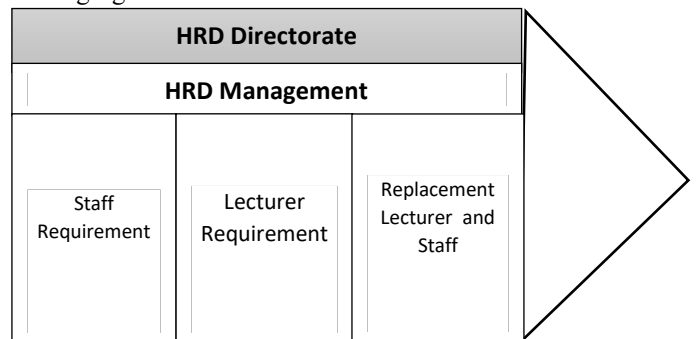 HRD Directorate
HRD Management
Staff
Requirement
Lecturer
Requirement
Replacement
Lecturer and
Staff